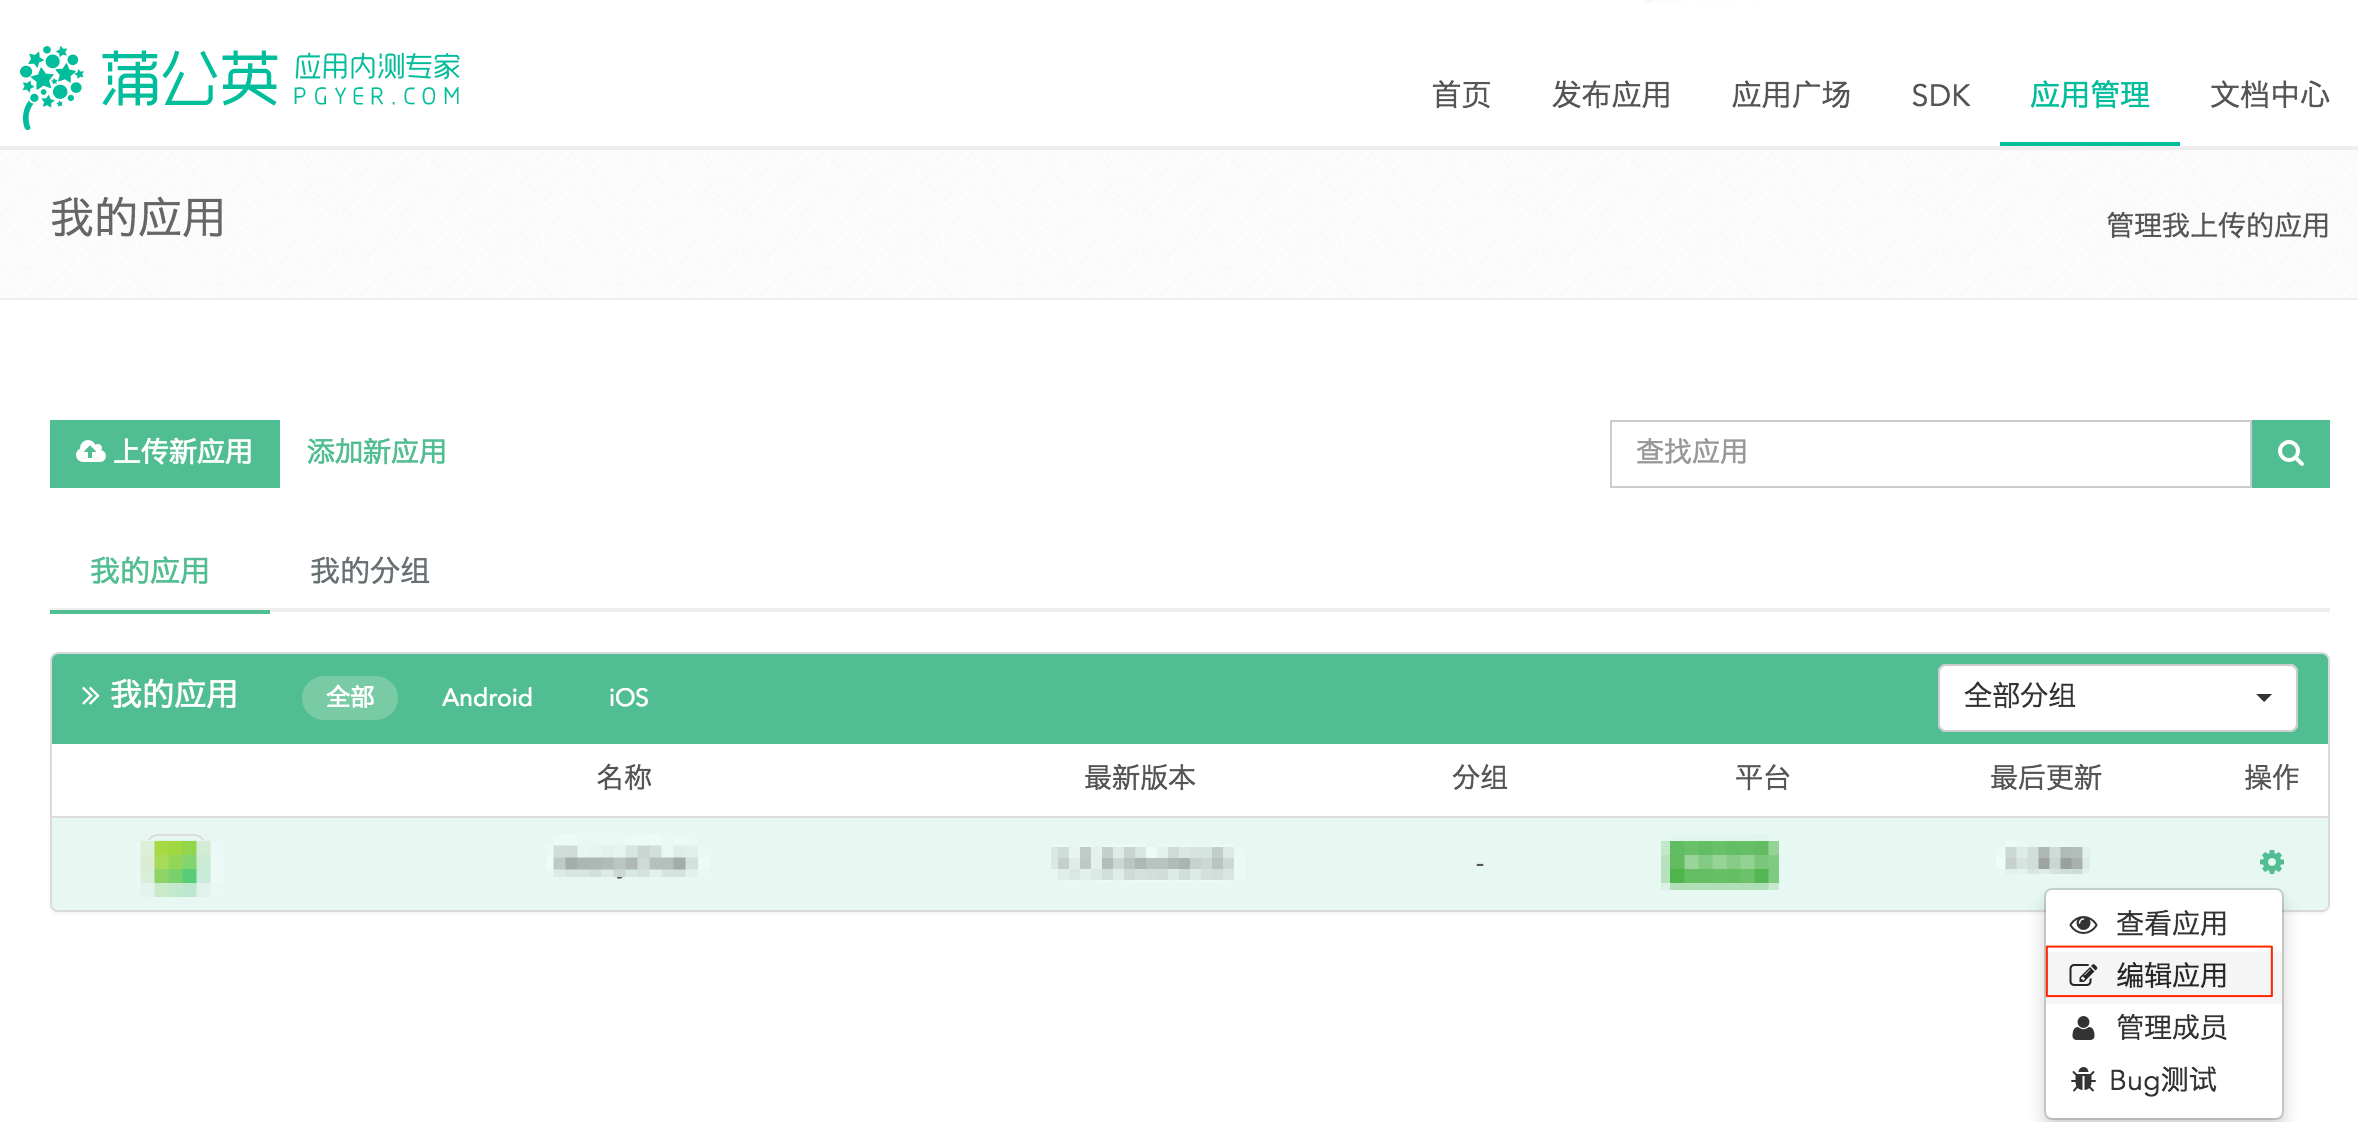 蒲公英 应用内测专家
PGYER.COM
首页 发布应用 应用广场 SDK 应用管理 文档中心
我的应用
管理我上传的应用
上传新应用 添加新应用 查找应用
我的应用 我的分组
我的应用 全部 Android iOS 全部分组
名称 最新版本 分组 平台 最后更新 操作
-
查看应用
编辑应用
管理成员
Bug测试